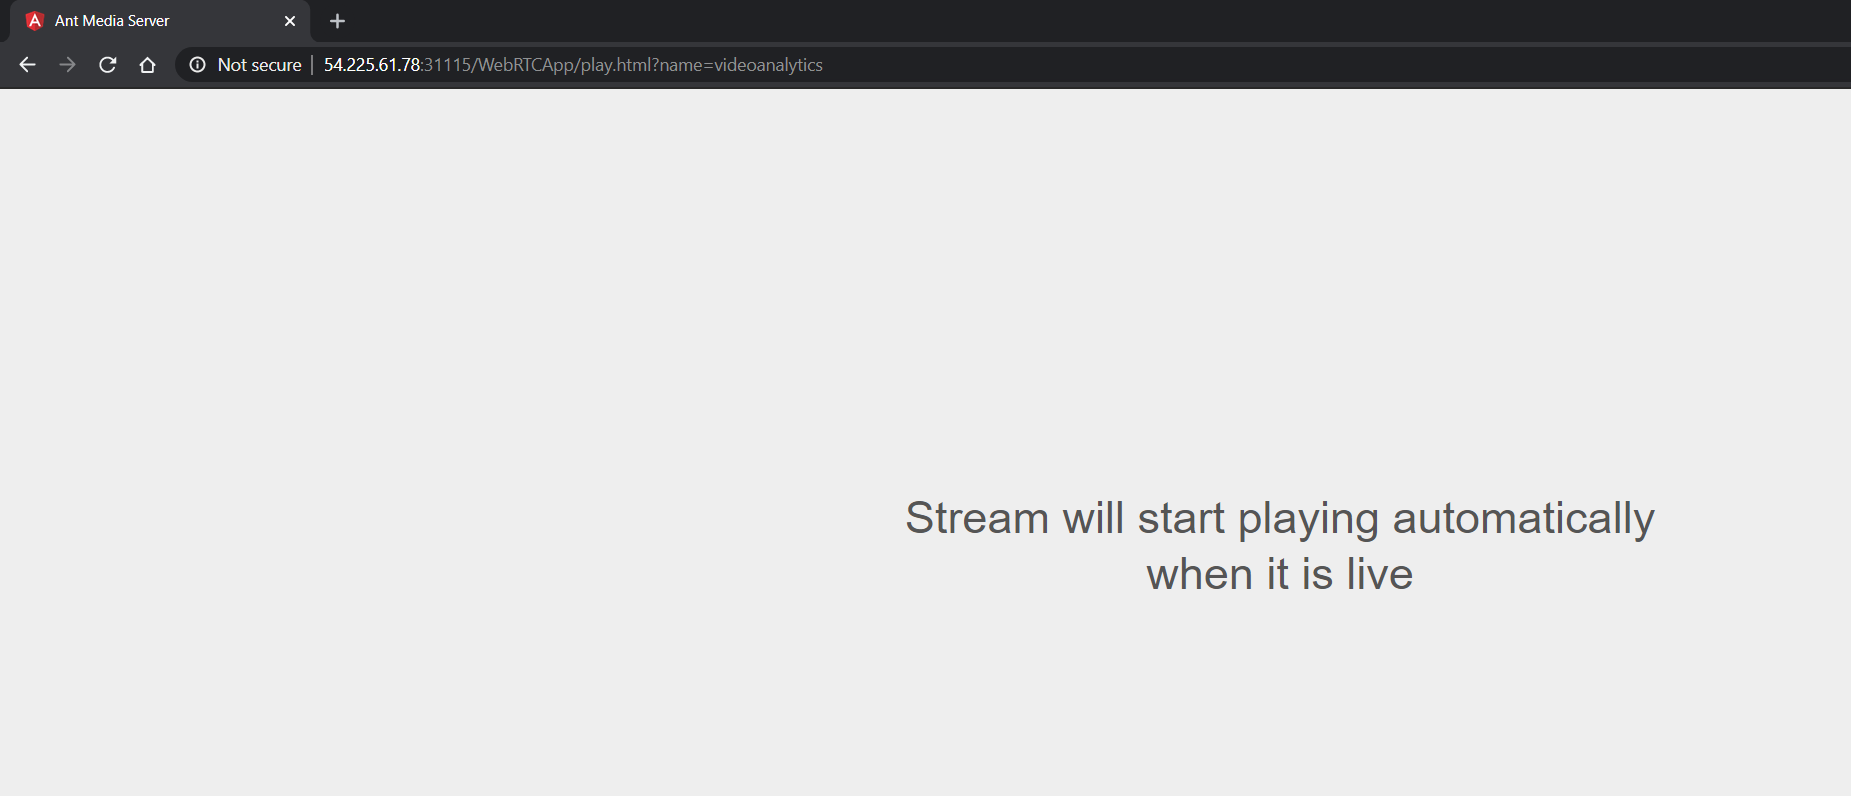 Ant Media Server
Not secure | 54.225.61.78:31115/WebRTCApp/play.html?name=videoanalytics
Stream will start playing automatically
when it is live